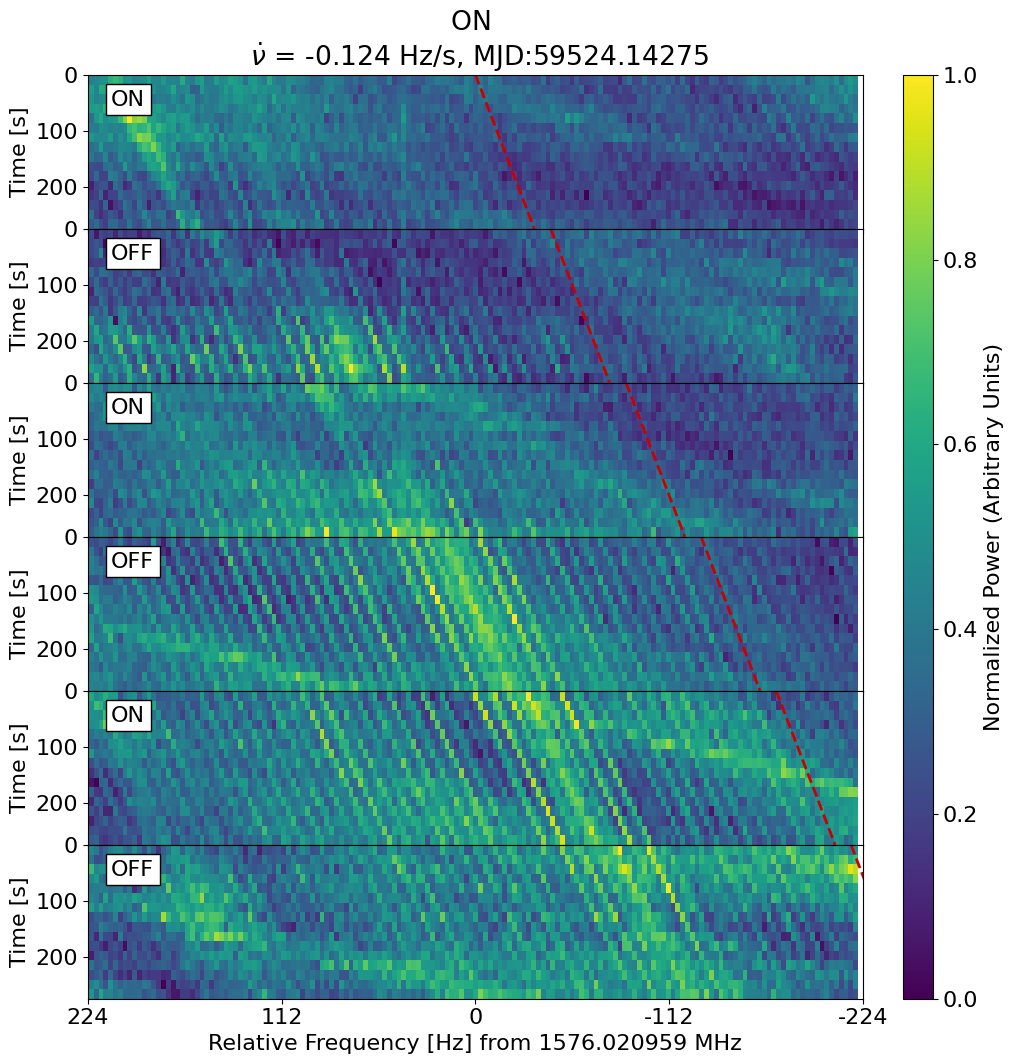 ON
ν̇ = -0.124 Hz/s, MJD:59524.14275
0
ON
Time [s]
100
200
0
OFF
Time [s]
100
200
0
ON
Time [s]
100
200
0
OFF
Time [s]
100
200
0
ON
Time [s]
100
200
0
OFF
Time [s]
100
200
224
112
0
-112
-224
Relative Frequency [Hz] from 1576.020959 MHz
1.0
0.8
0.6
0.4
0.2
0.0
Normalized Power (Arbitrary Units)